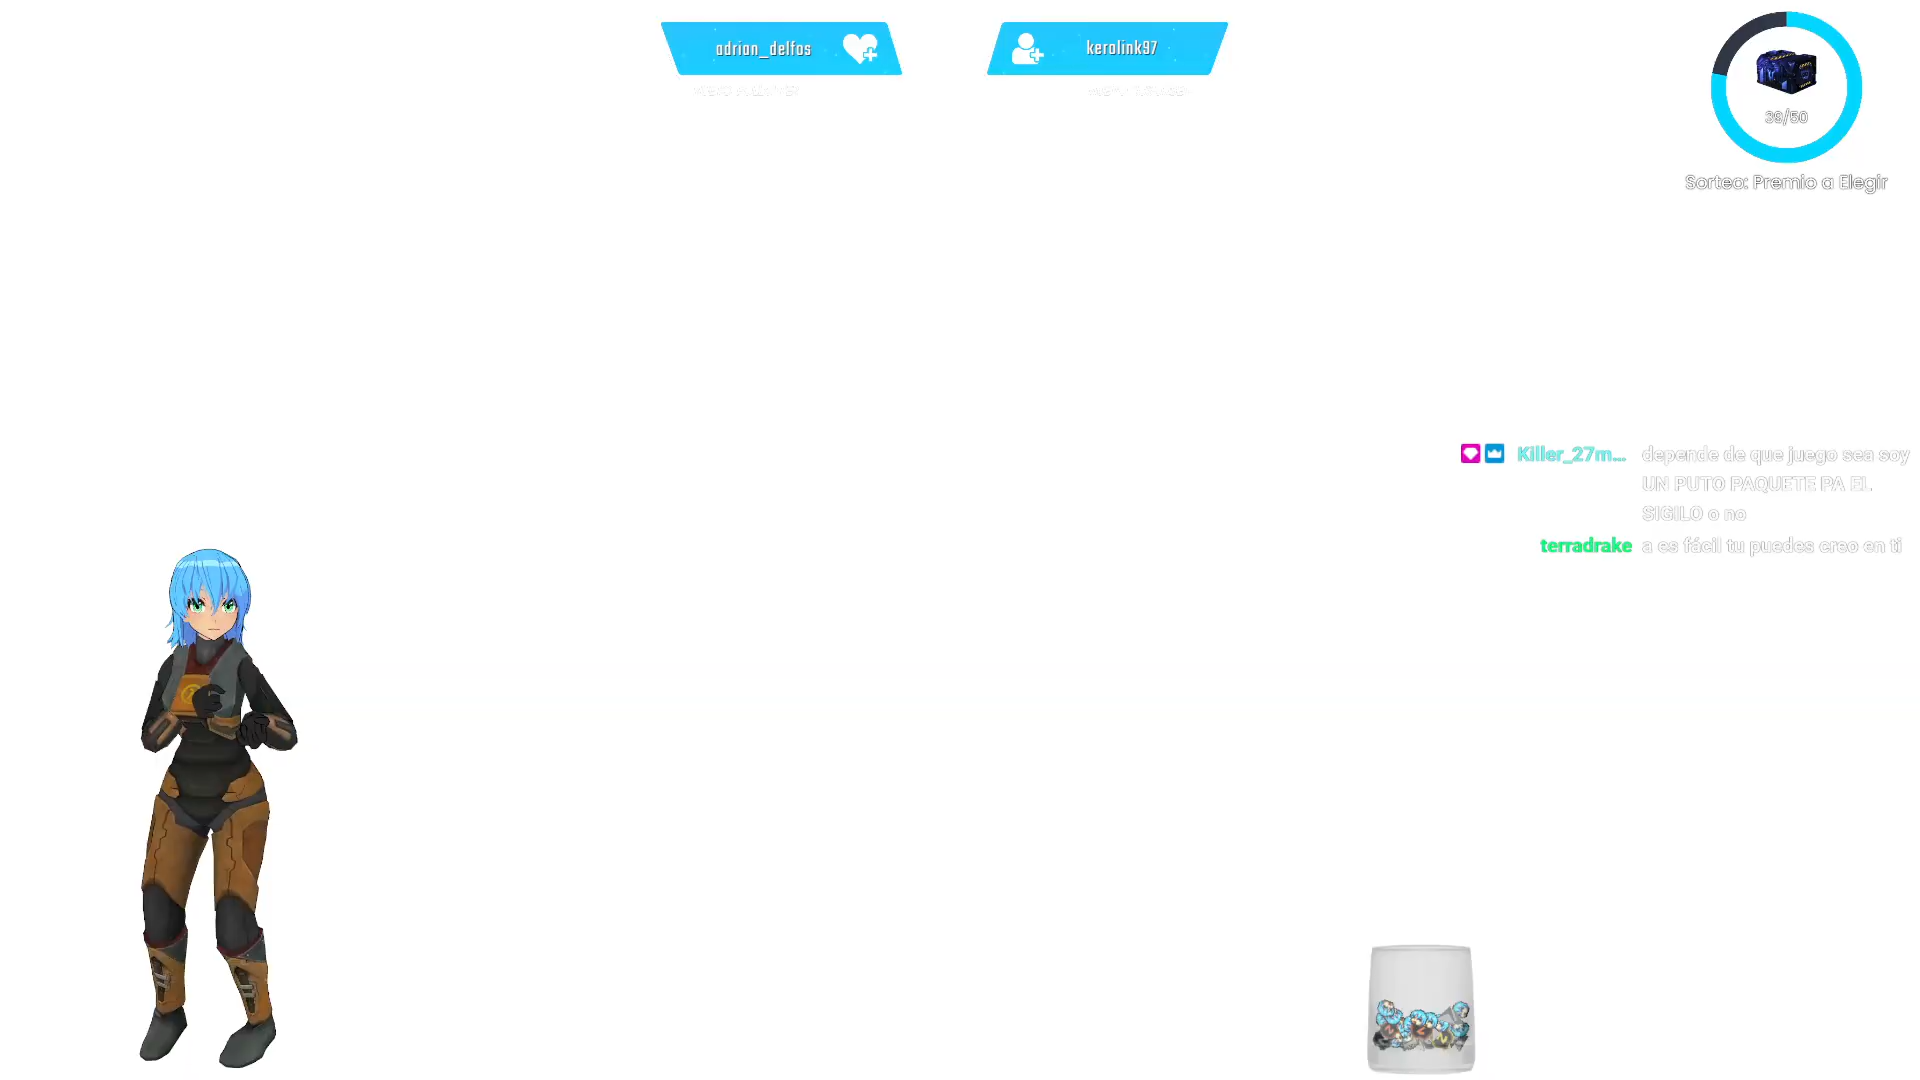 adrian_delfos
kerolink97
39/50
Sorteo: Premio a Elegir
Killer_27m... depende de que juego sea soy
UN PUTO PAQUETE PA EL
SIGILO o no
terradrake a es fácil tu puedes creo en ti